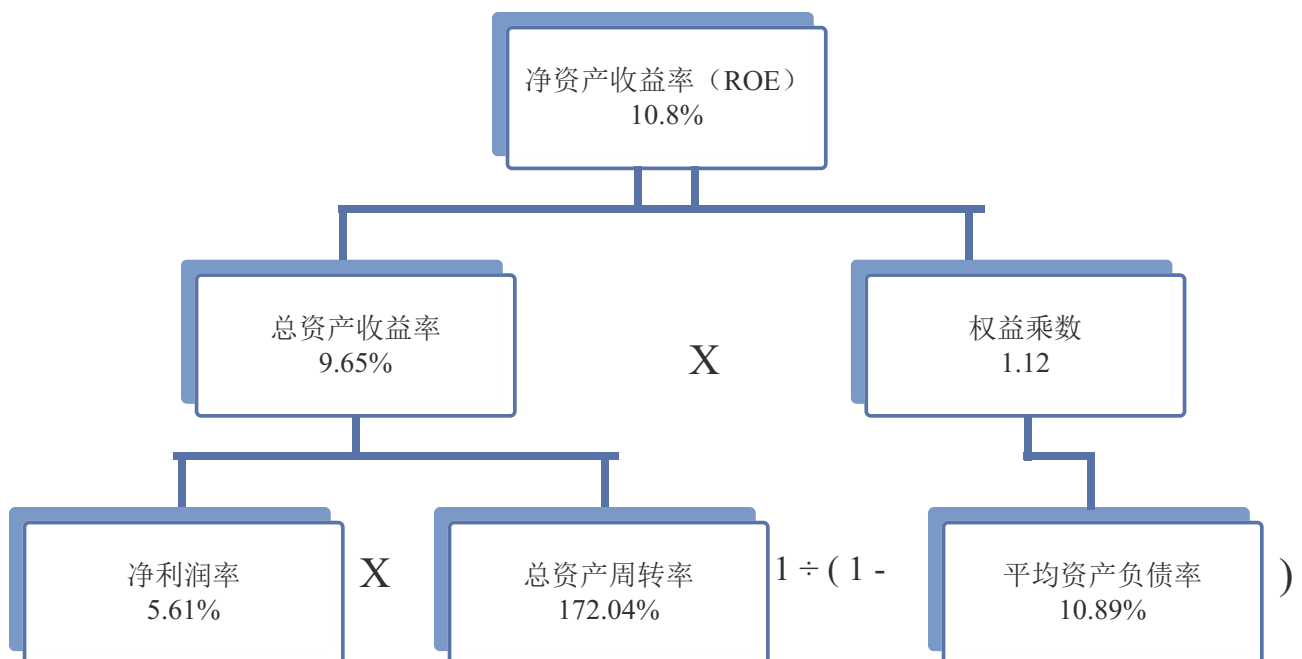 净资产收益率（ROE）
10.8%
总资产收益率
9.65%
X
权益乘数
1.12
净利润率
5.61%
X
总资产周转率
172.04%
1 ÷ ( 1 -
平均资产负债率
10.89%
)